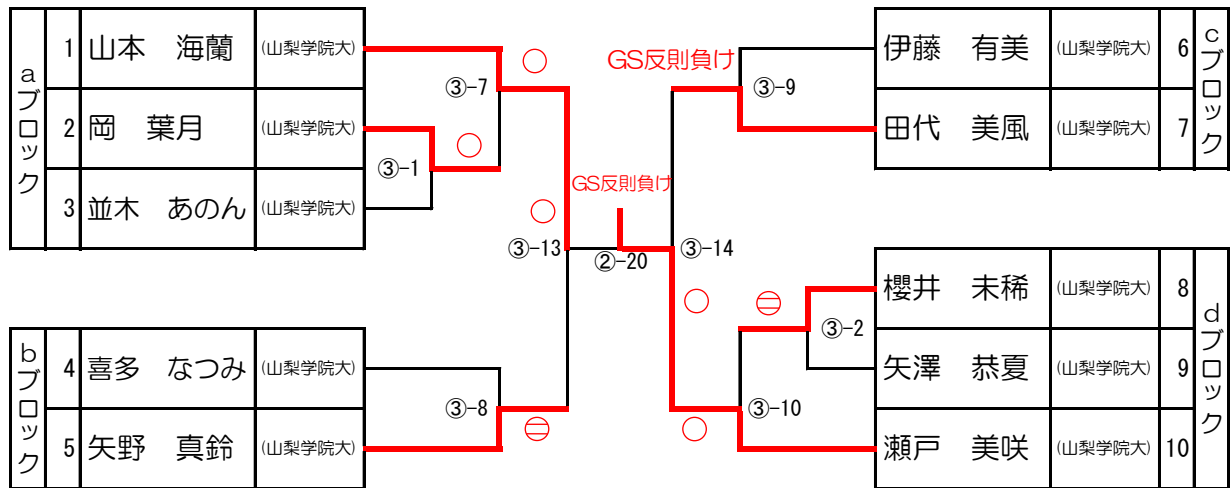 aブロック
1 山本 海蘭 (山梨学院大)
2 岡 葉月 (山梨学院大)
3 並木 あのん (山梨学院大)
bブロック
4 喜多 なつみ (山梨学院大)
5 矢野 真鈴 (山梨学院大)
③-7
③-1
③-13
③-8
GS反則負け
②-20
GS反則負け
③-9
③-14
③-2
③-10
伊藤 有美 (山梨学院大) 6
田代 美風 (山梨学院大) 7
cブロック
櫻井 未稀 (山梨学院大) 8
矢澤 恭夏 (山梨学院大) 9
瀬戸 美咲 (山梨学院大) 10
dブロック